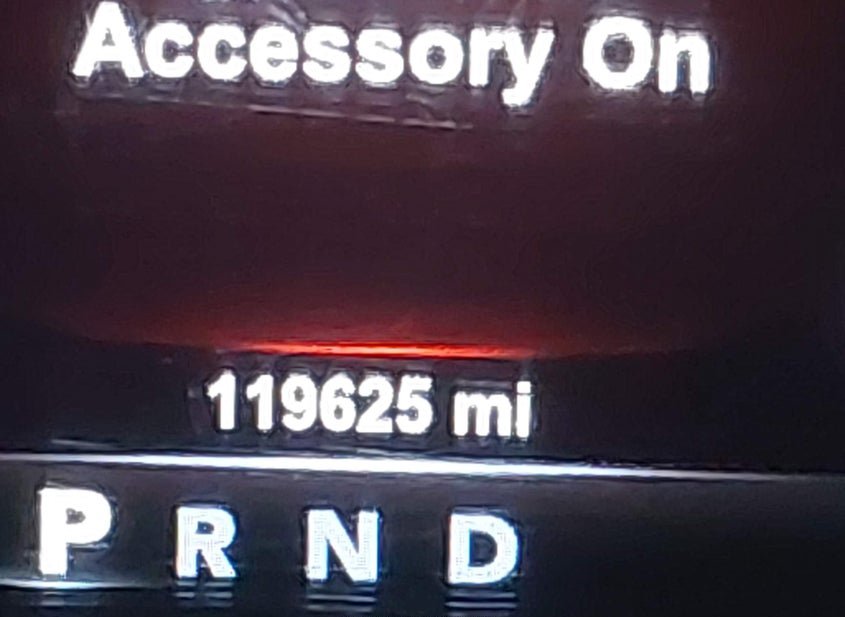 Accessory On
119625 mi
P R N D